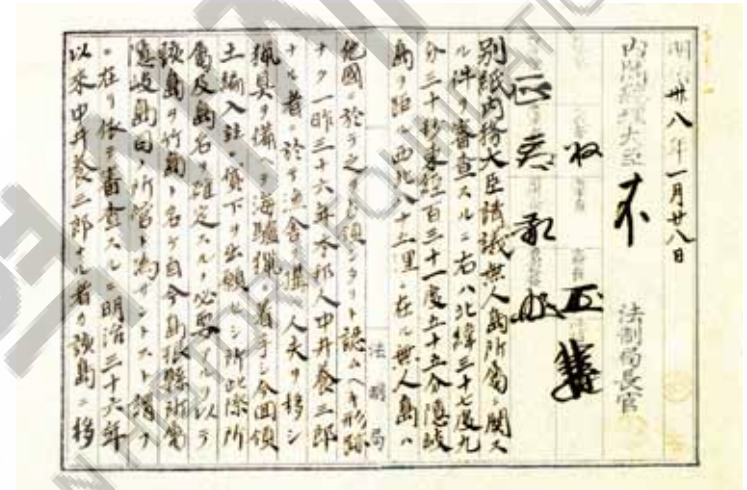 明治卅八年一月廿八日
内閣総理大臣
法制局長官
別紙内務大臣請議無人島所属ニ関ス
ル件ヲ審査スルニ右ハ北緯三十七度九
分三十秒東経百三十一度五十五分隠岐
島ヲ距ル西北八十五里ニ在ル無人島ハ
他國ニ於テ之ヲ占領シタリト認ムヘキ形跡
ナク一昨三十六年本邦人中井養三郎
ナル者ニ於テ漁舎ヲ構ヘ人夫ヲ移シ
猟具ヲ備ヘテ海驢猟ニ着手シ今回領
土編入並ニ貸下ヲ出願セシ所此際所
属及島名ヲ確定スルノ必要アルヲ以テ
該島ヲ竹島ト名ケ自今島根縣所属
隠岐島司ノ所管ト為サントスト謂フ
ニ在リ依テ審査スルニ明治三十六年
以来中井養三郎ナル者カ該島ニ移
法制局
HISTORY FOUNDATION